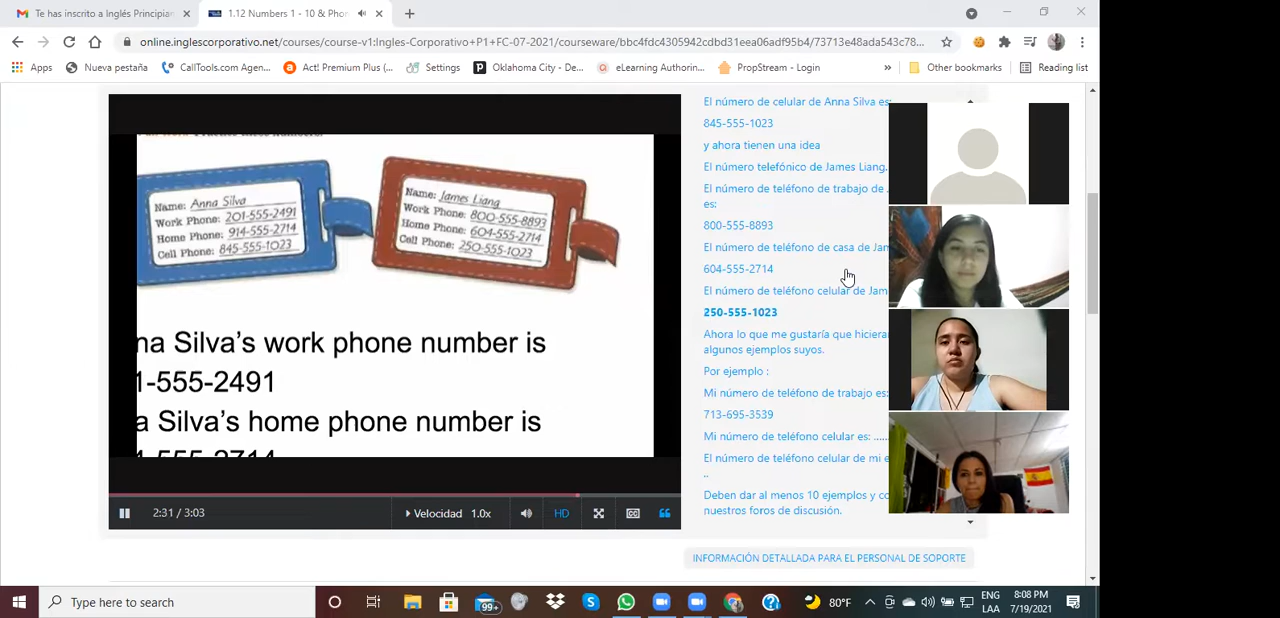 Te has inscrito a Inglés Principian
1.12 Numbers 1 - 10 & Phon
online.inglescorporativo.net/courses/course-v1:Ingles-Corporativo+P1+FC-07-2021/courseware/bbc4fdc4305942cdbd31eea06adf95b4/73713e48ada543c78...
Apps
Nueva pestaña
CallTools.com Agen...
Act! Premium Plus (...
Settings
Oklahoma City - De...
eLearning Authorin...
PropStream - Login
»
Other bookmarks
Reading list
Name: Anna Silva
Work Phone: 201-555-2491
Home Phone: 914-555-2714
Cell Phone: 845-555-1023
Name: James Liang
Work Phone: 800-555-8893
Home Phone: 604-555-2714
Cell Phone: 250-555-1023
na Silva's work phone number is
1-555-2491
a Silva's home phone number is
4-555-2714
2:31 / 3:03
Velocidad 1.0x
HD
El número de celular de Anna Silva es:
845-555-1023
y ahora tienen una idea
El número telefónico de James Liang.
El número de teléfono de trabajo de
es:
800-555-8893
El número de teléfono de casa de Jam
604-555-2714
El número de teléfono celular de Jam
250-555-1023
Ahora lo que me gustaría que hicieran
algunos ejemplos suyos.
Por ejemplo :
Mi número de teléfono de trabajo es:
713-695-3539
Mi número de teléfono celular es: ......
El número de teléfono celular de mi e
..
Deben dar al menos 10 ejemplos y co
nuestros foros de discusión.
INFORMACIÓN DETALLADA PARA EL PERSONAL DE SOPORTE
Type here to search
99+
80°F
ENG
LAA
8:08 PM
7/19/2021